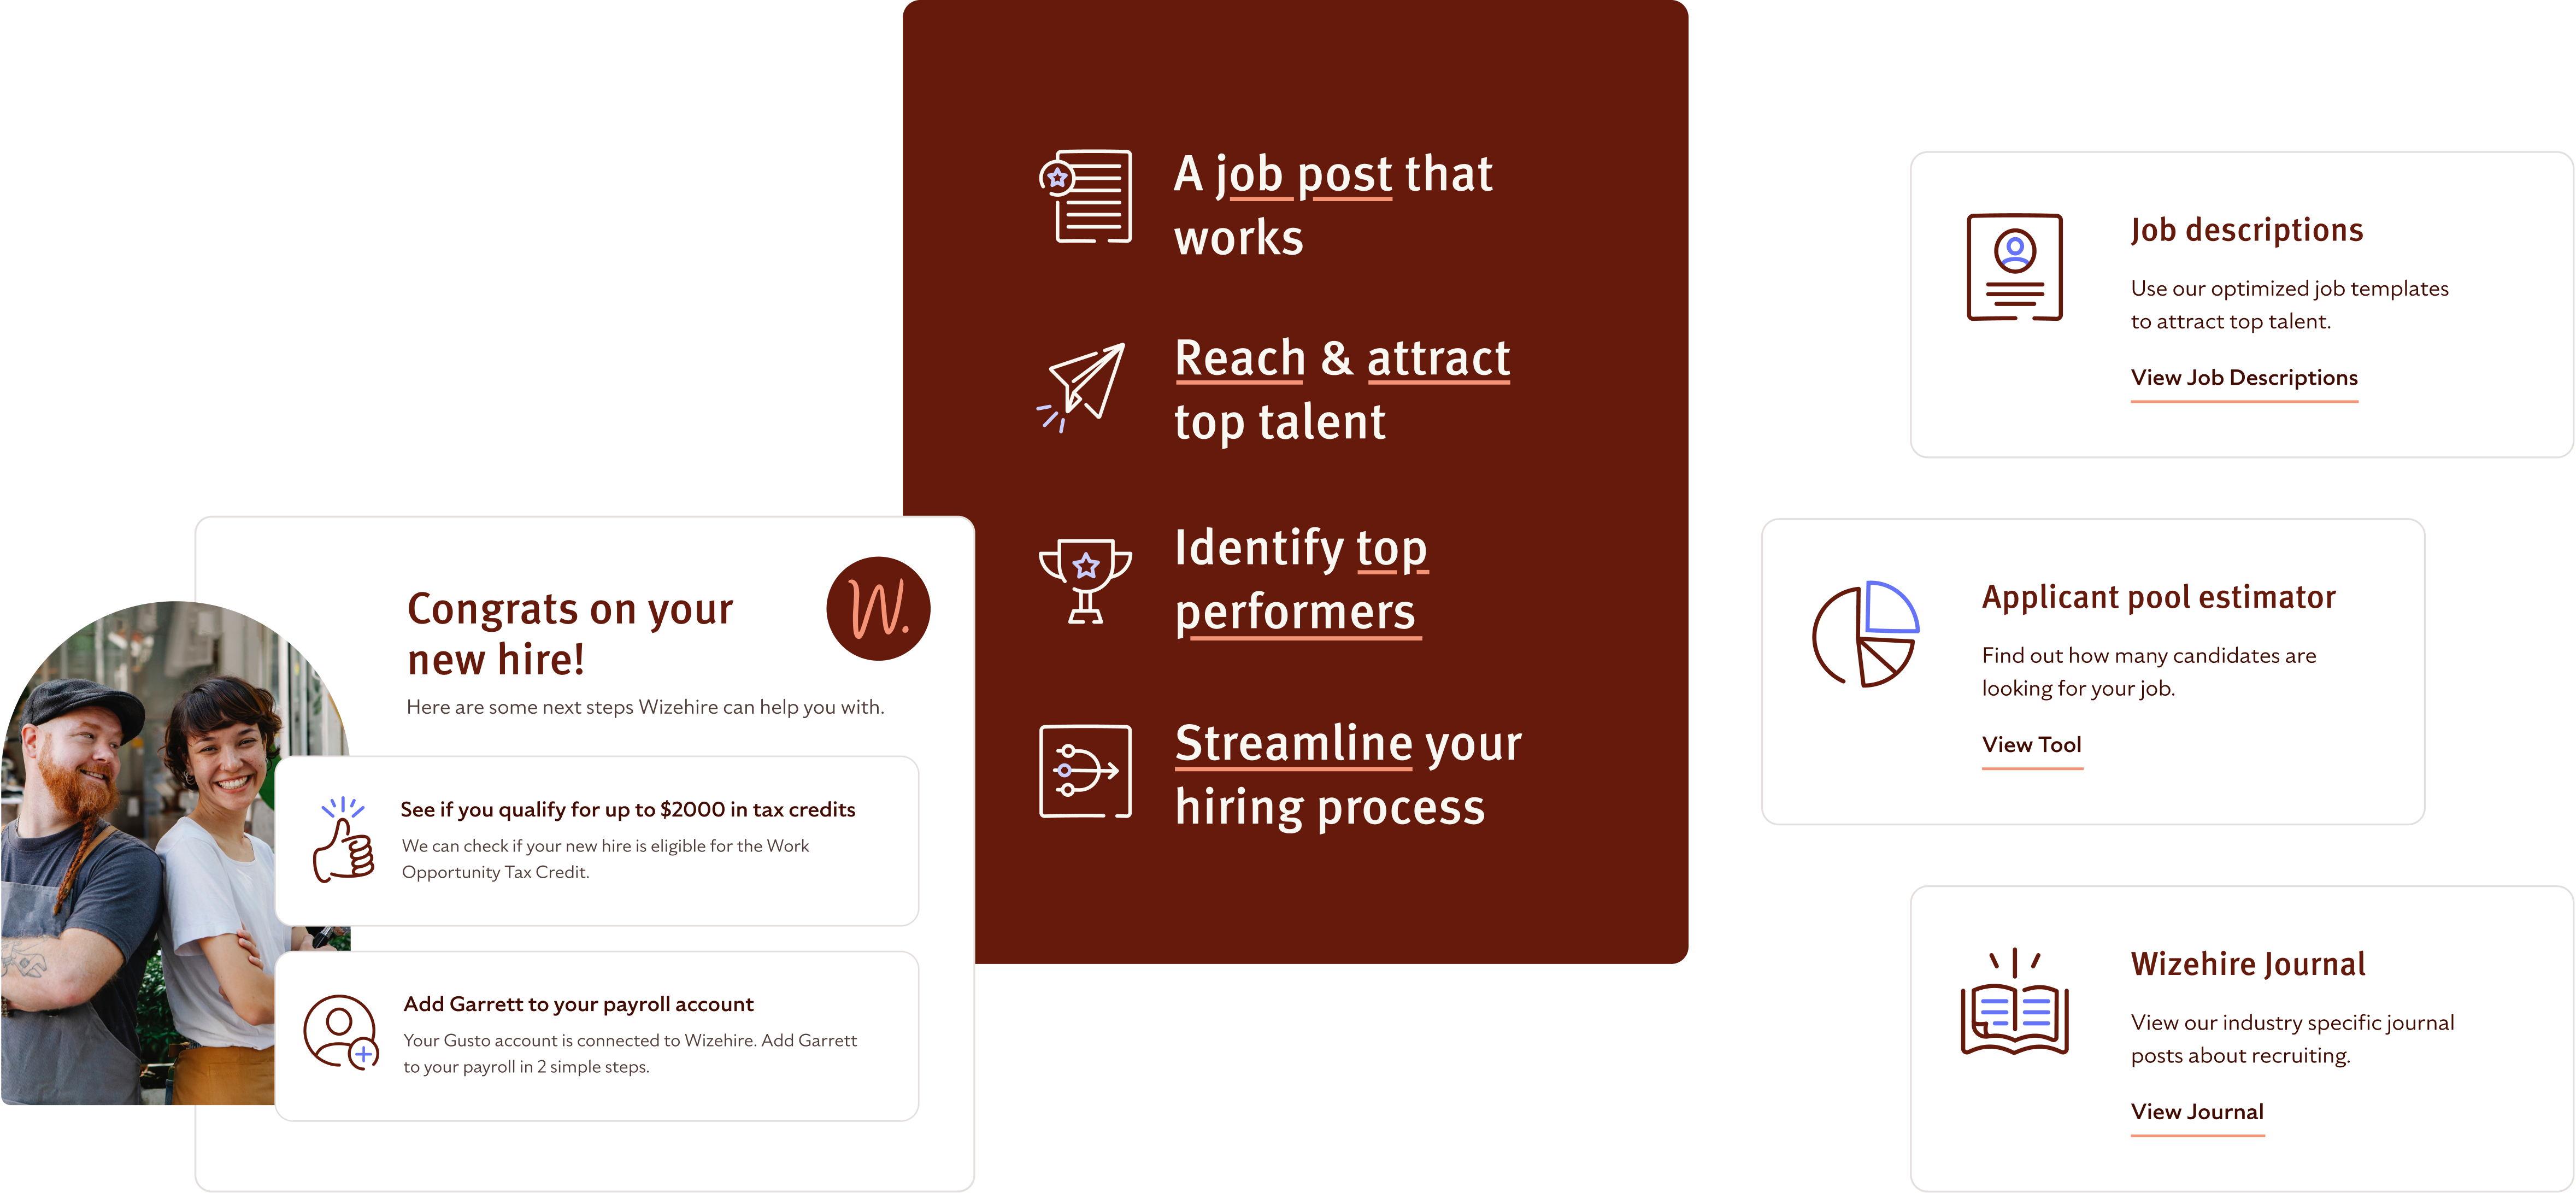 Congrats on your
new hire!
W.
Here are some next steps Wizehire can help you with.
See if you qualify for up to $2000 in tax credits
We can check if your new hire is eligible for the Work
Opportunity Tax Credit.
Add Garrett to your payroll account
Your Gusto account is connected to Wizehire. Add Garrett
to your payroll in 2 simple steps.
A job post that
works
Reach & attract
top talent
Identify top
performers
Streamline your
hiring process
Job descriptions
Use our optimized job templates
to attract top talent.
View Job Descriptions
Applicant pool estimator
Find out how many candidates are
looking for your job.
View Tool
Wizehire Journal
View our industry specific journal
posts about recruiting.
View Journal